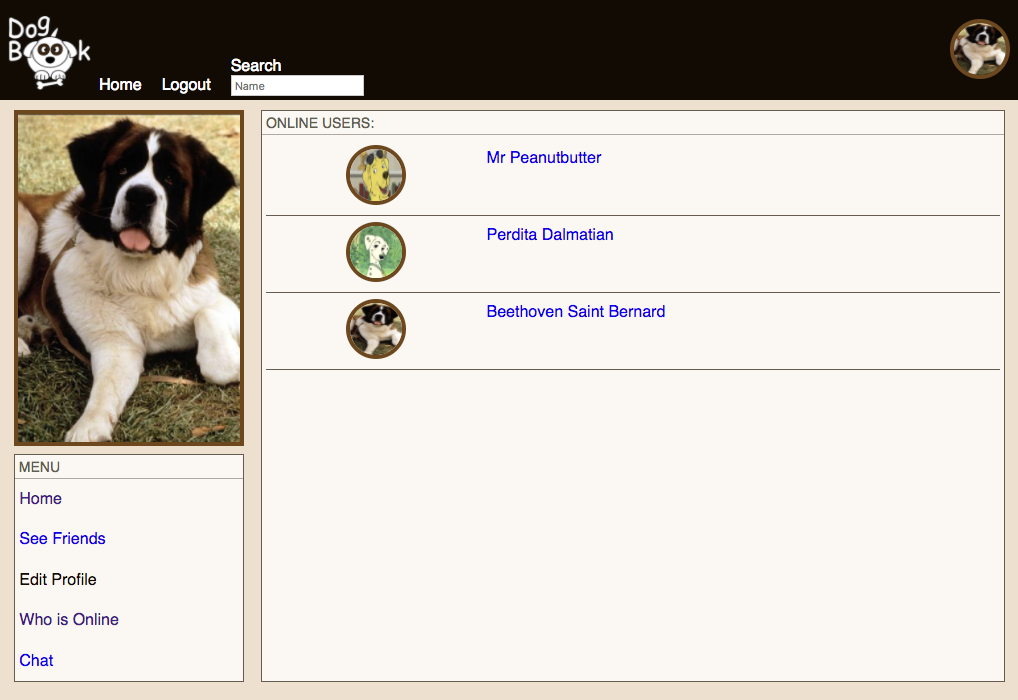 Dog
Book
Home
Logout
Search
Name
ONLINE USERS:
Mr Peanutbutter
Perdita Dalmatian
Beethoven Saint Bernard
MENU
Home
See Friends
Edit Profile
Who is Online
Chat